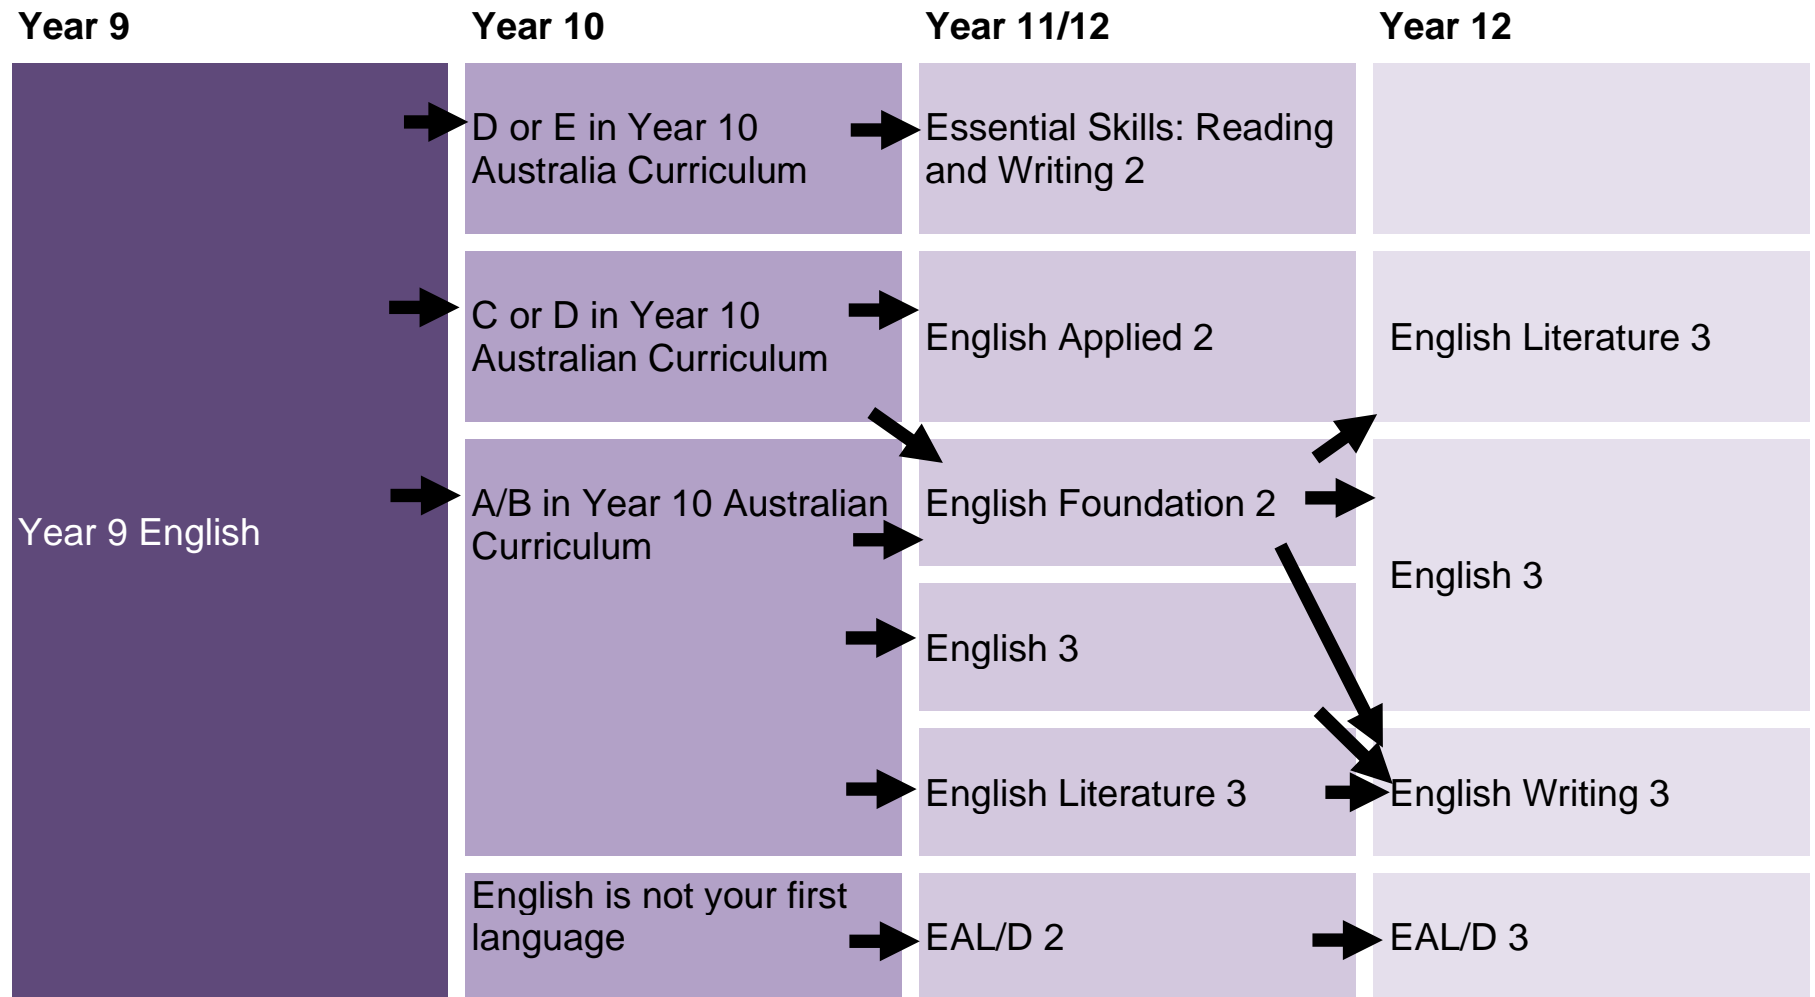 Year 9
Year 10
Year 11/12
Year 12
Year 9 English
D or E in Year 10
Australia Curriculum
Essential Skills: Reading
and Writing 2
C or D in Year 10
Australian Curriculum
English Applied 2
English Literature 3
A/B in Year 10 Australian
Curriculum
English Foundation 2
English 3
English 3
English Literature 3
English Writing 3
English is not your first
language
EAL/D 2
EAL/D 3